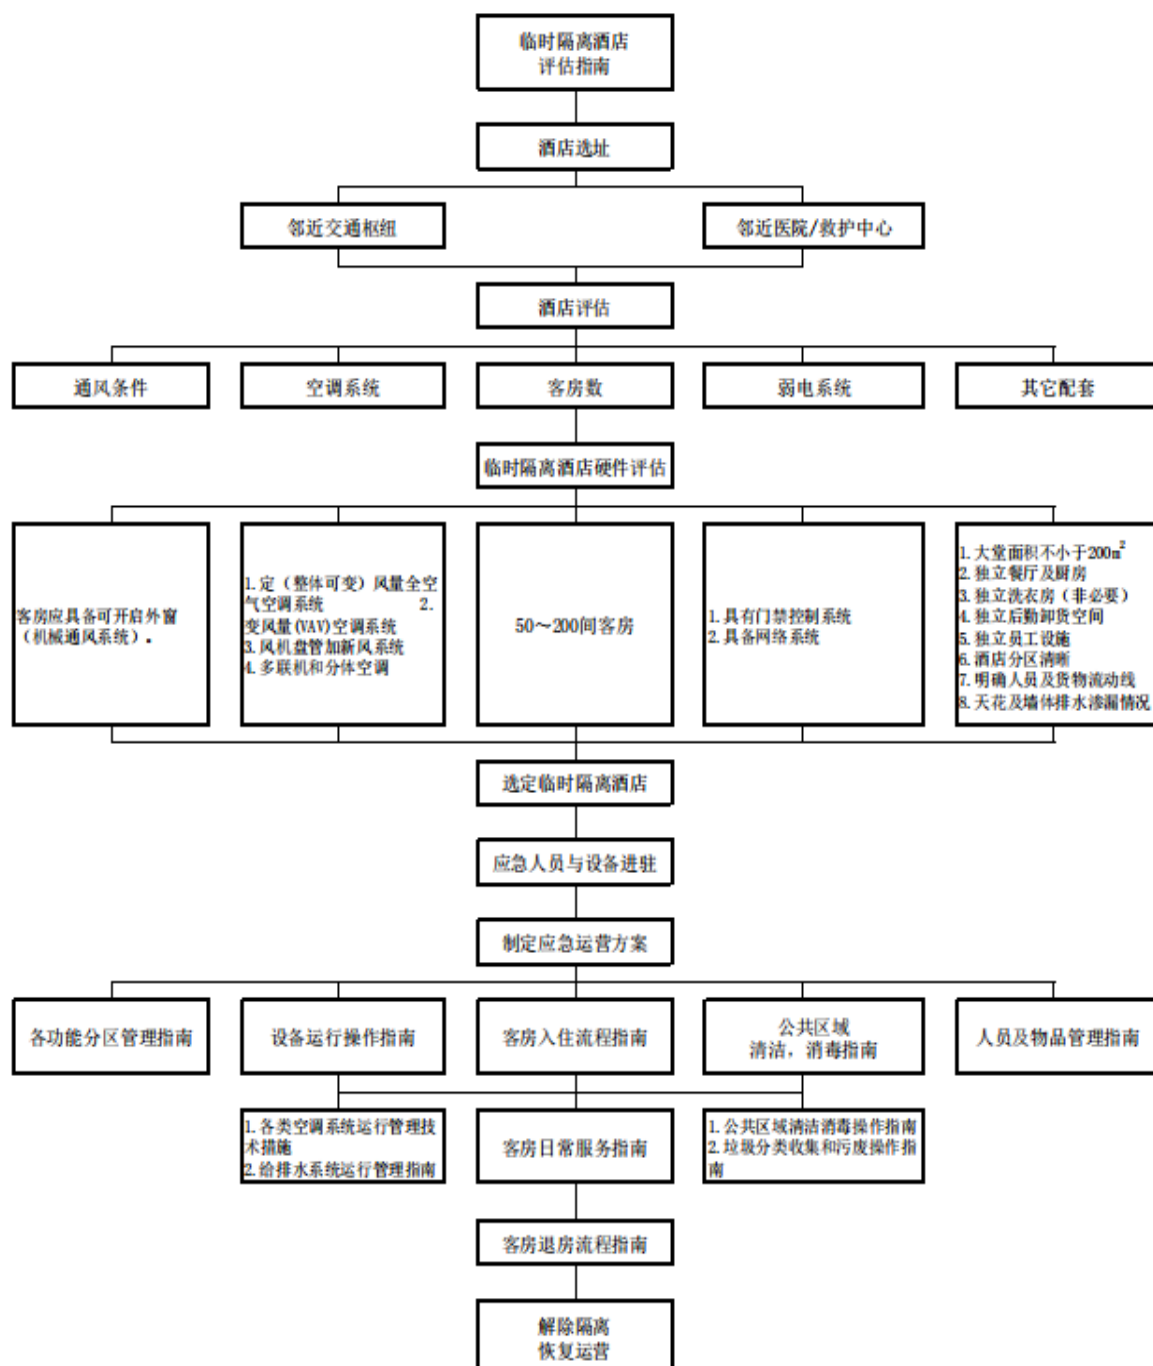 临时隔离酒店
评估指南
酒店选址
邻近交通枢纽
邻近医院/救护中心
酒店评估
通风条件
空调系统
客房数
弱电系统
其它配套
临时隔离酒店硬件评估
客房应具备可开启外窗
（机械通风系统）。
1.定（整体可变）风量全空
气空调系统 2.
变风量(VAV)空调系统
3.风机盘管加新风系统
4.多联机和分体空调
50～200间客房
1.具有门禁控制系统
2.具备网络系统
1.大堂面积不小于200m²
2.独立餐厅及厨房
3.独立洗衣房（非必要）
4.独立后勤卸货空间
5.独立员工设施
6.酒店分区清晰
7.明确人员及货物流动线
8.天花及墙体排水渗漏情况
选定临时隔离酒店
应急人员与设备进驻
制定应急运营方案
各功能分区管理指南
设备运行操作指南
客房入住流程指南
公共区域
清洁，消毒指南
人员及物品管理指南
1.各类空调系统运行管理技
术措施
2.给排水系统运行管理指南
客房日常服务指南
1.公共区域清洁消毒操作指南
2.垃圾分类收集和污废操作指
南
客房退房流程指南
解除隔离
恢复运营